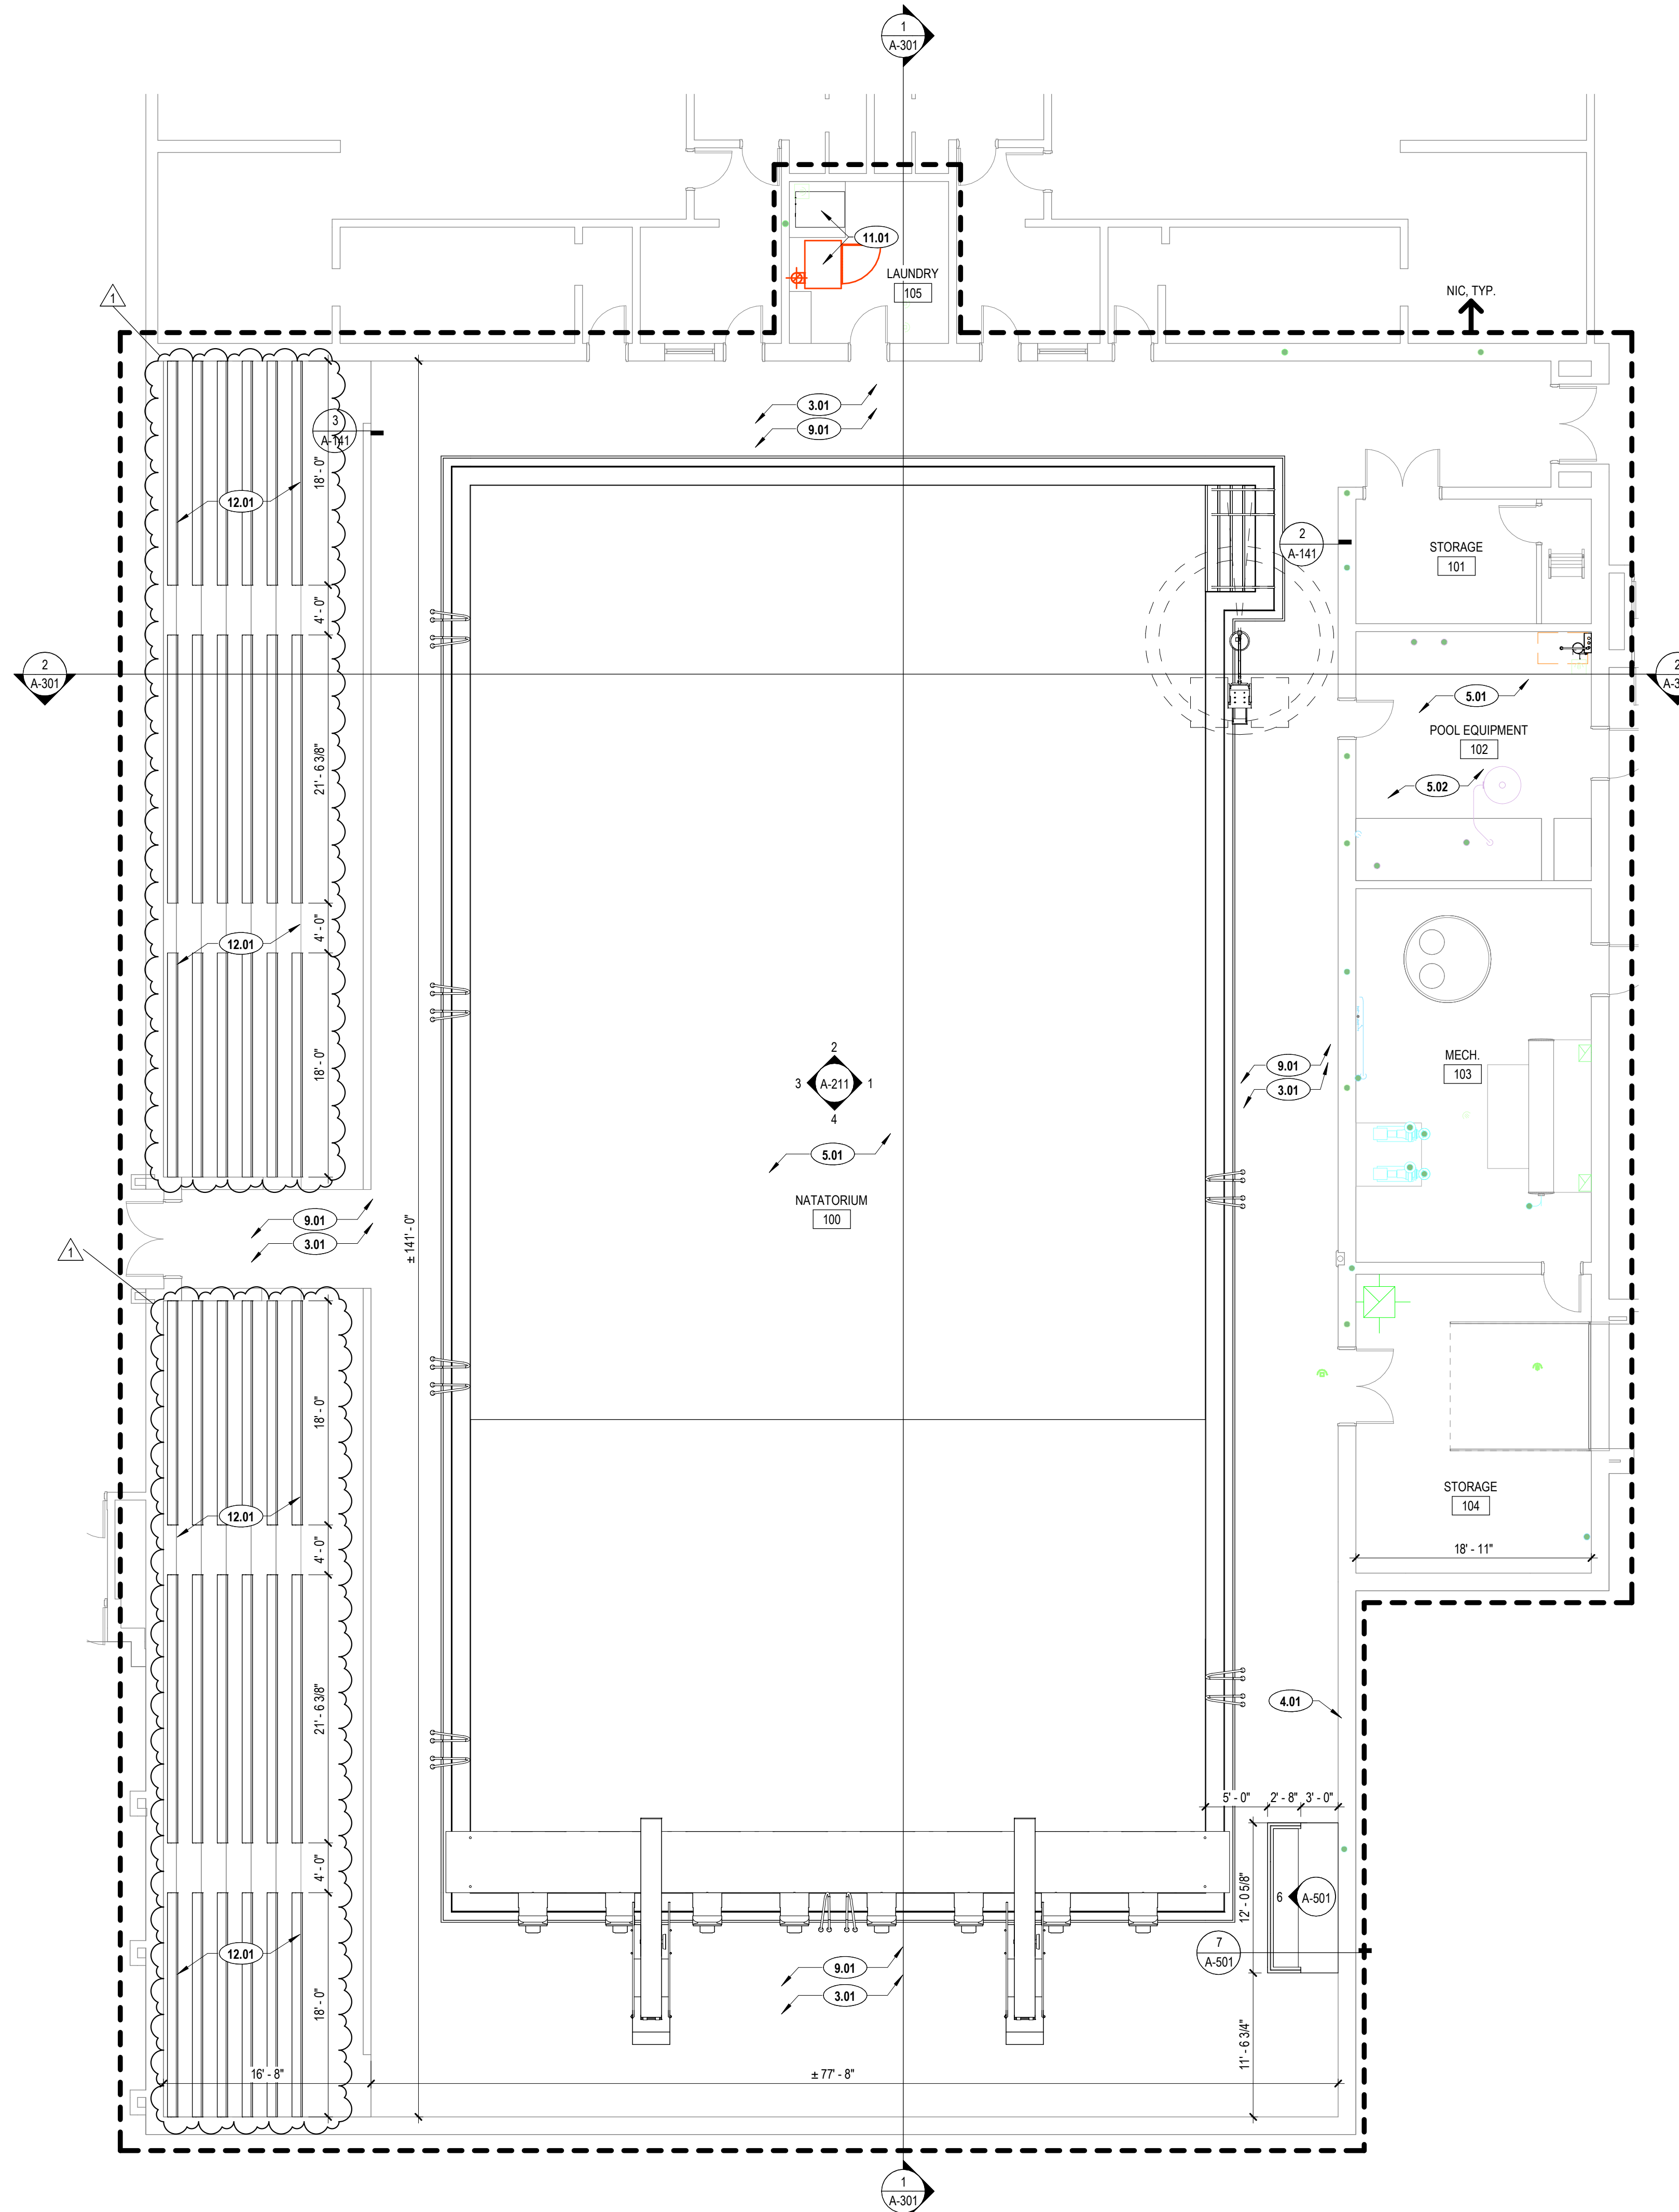 1
A-301
11.01
LAUNDRY
105
1
NIC, TYP.
3.01
9.01
3
A-141
18' - 0"
12.01
2
A-141
STORAGE
101
4' - 0"
2
A-301
5.01
POOL EQUIPMENT
102
21' - 6 3/8"
5.02
12.01
4' - 0"
18' - 0"
MECH.
103
9.01
3.01
2
3
A-211
1
4
5.01
NATATORIUM
100
9.01
3.01
± 141' - 0"
1
18' - 0"
STORAGE
104
12.01
4' - 0"
18' - 11"
21' - 6 3/8"
4.01
5' - 0"
2' - 8"
3' - 0"
4' - 0"
12' - 0 5/8"
6
A-501
7
A-501
12.01
9.01
3.01
18' - 0"
11' - 6 3/4"
16' - 8"
± 77' - 8"
1
A-301